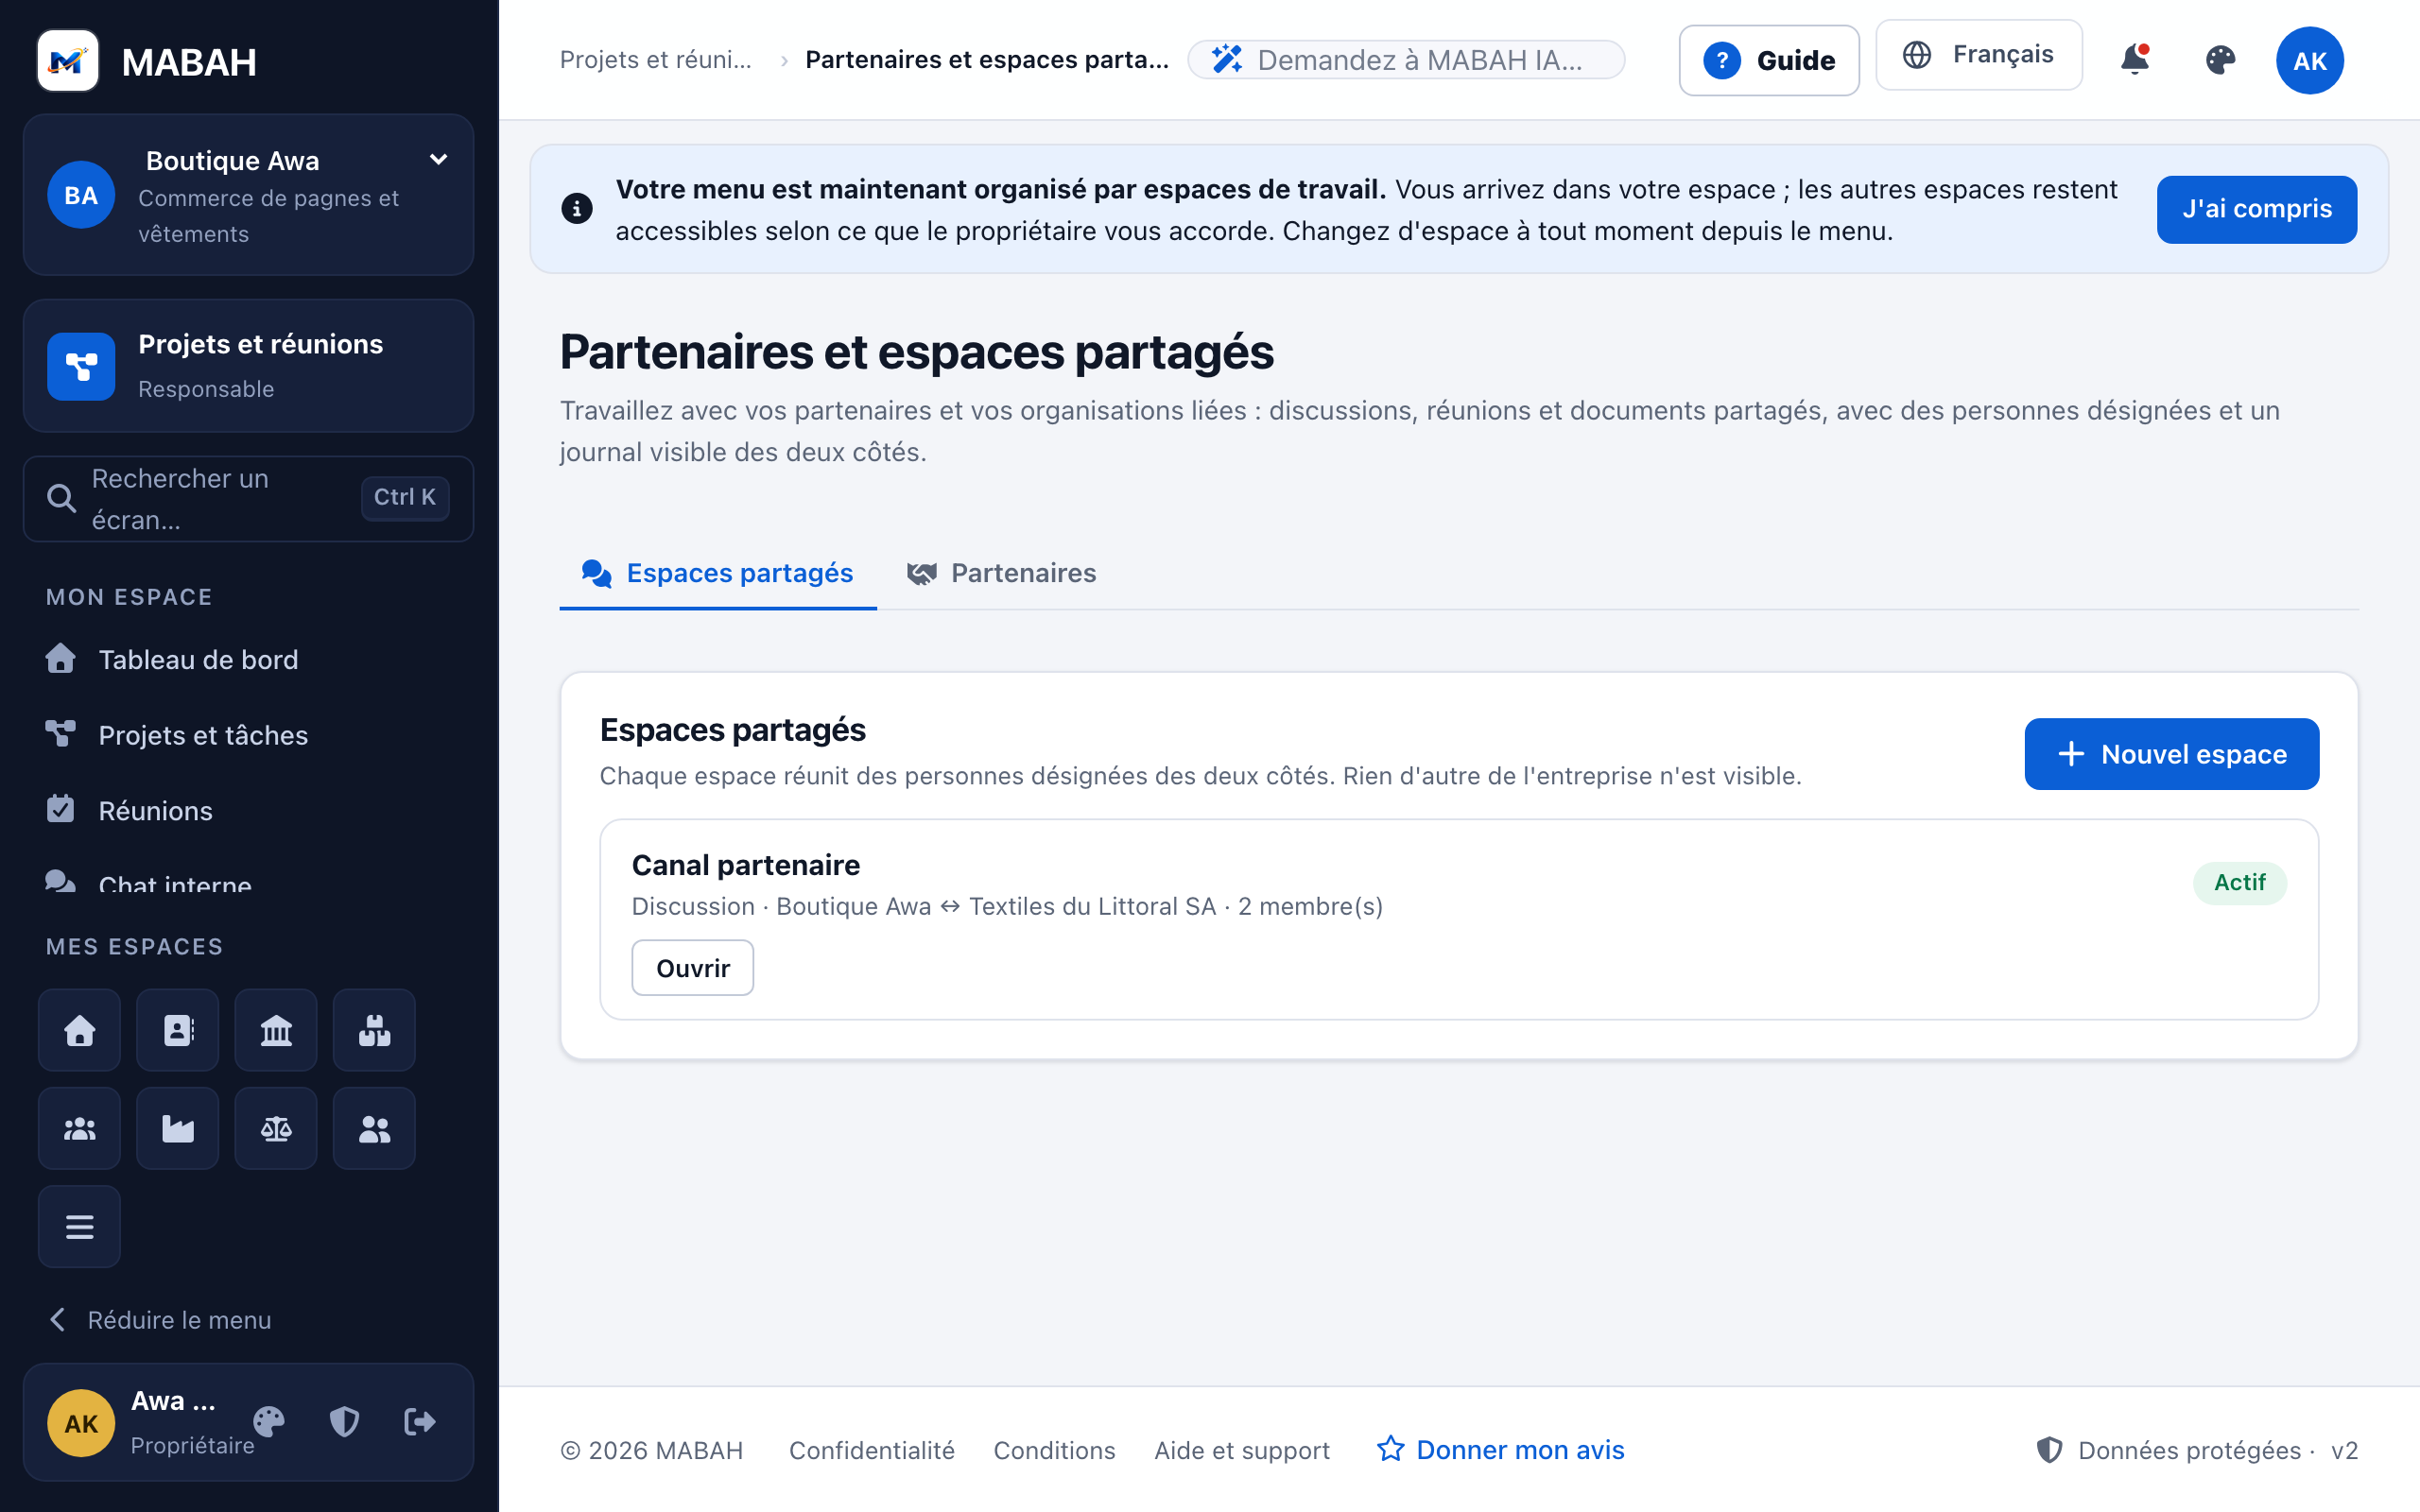 MABAH
BA
Boutique Awa
Commerce de pagnes et
vêtements
Projets et réunions
Responsable
Rechercher un
écran...
Ctrl K
MON ESPACE
Tableau de bord
Projets et tâches
Réunions
Chat interne
MES ESPACES
Réduire le menu
AK
Awa ...
Propriétaire
Projets et réuni... › Partenaires et espaces parta...
Demandez à MABAH IA...
? Guide
Français
AK
Votre menu est maintenant organisé par espaces de travail. Vous arrivez dans votre espace ; les autres espaces restent
accessibles selon ce que le propriétaire vous accorde. Changez d'espace à tout moment depuis le menu.
J'ai compris
Partenaires et espaces partagés
Travaillez avec vos partenaires et vos organisations liées : discussions, réunions et documents partagés, avec des personnes désignées et un
journal visible des deux côtés.
Espaces partagés
Partenaires
Espaces partagés
Chaque espace réunit des personnes désignées des deux côtés. Rien d'autre de l'entreprise n'est visible.
+ Nouvel espace
Canal partenaire
Discussion · Boutique Awa ↔ Textiles du Littoral SA · 2 membre(s)
Actif
Ouvrir
© 2026 MABAH
Confidentialité
Conditions
Aide et support
Donner mon avis
Données protégées · v2